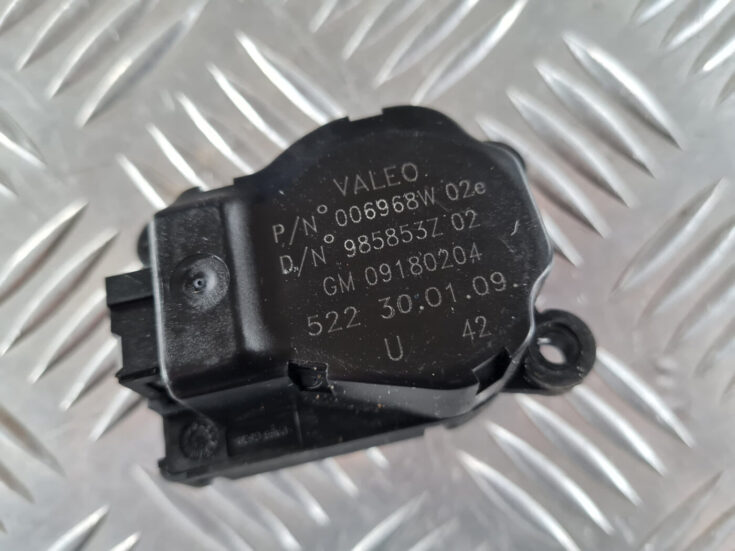 VALEO
P/N° 006968W 02e
D/N° 985853Z 02
GM 09180204
522 30.01.09.
U 42